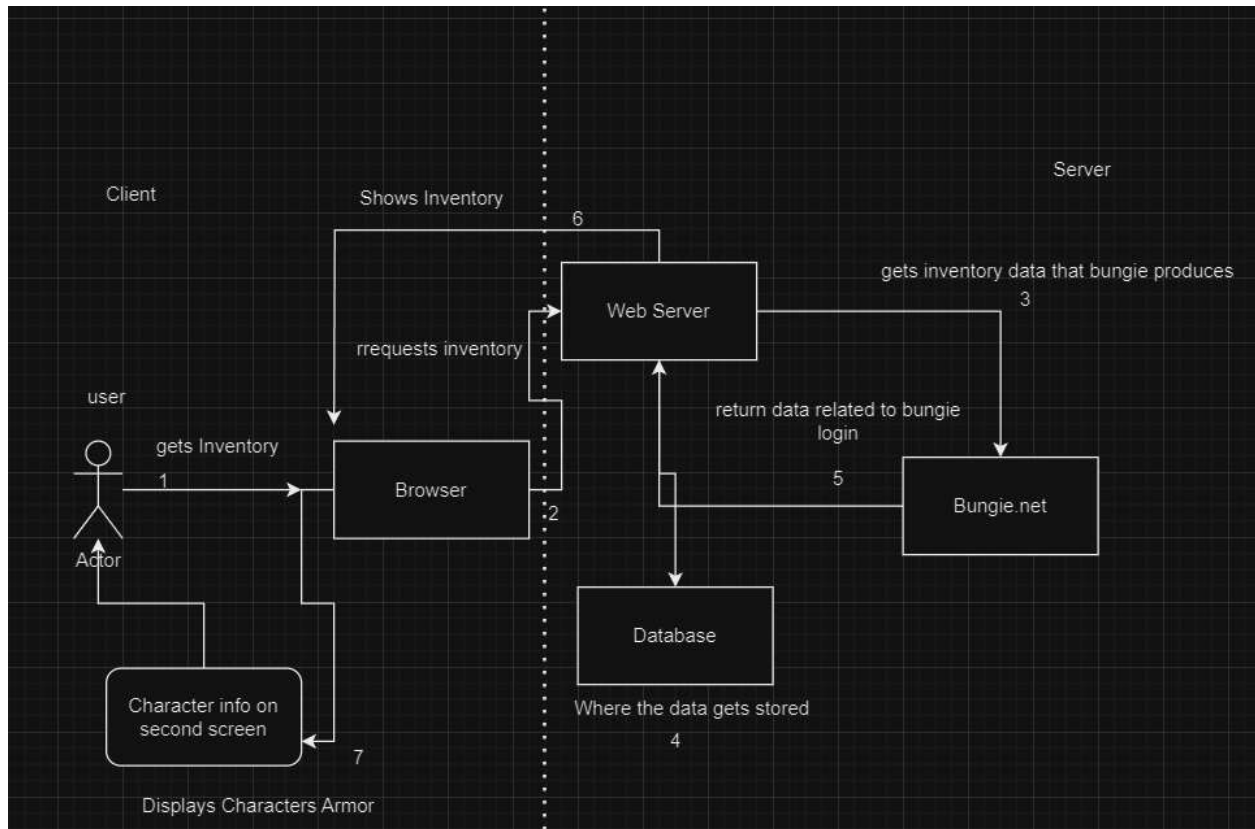 Client
Server
Shows Inventory
6
gets inventory data that bungie produces
3
Web Server
rrequests inventory
user
return data related to bungie
login
gets Inventory
1
Browser
2
5
Bungie.net
Actor
Database
Where the data gets stored
4
Character info on
second screen
7
Displays Characters Armor